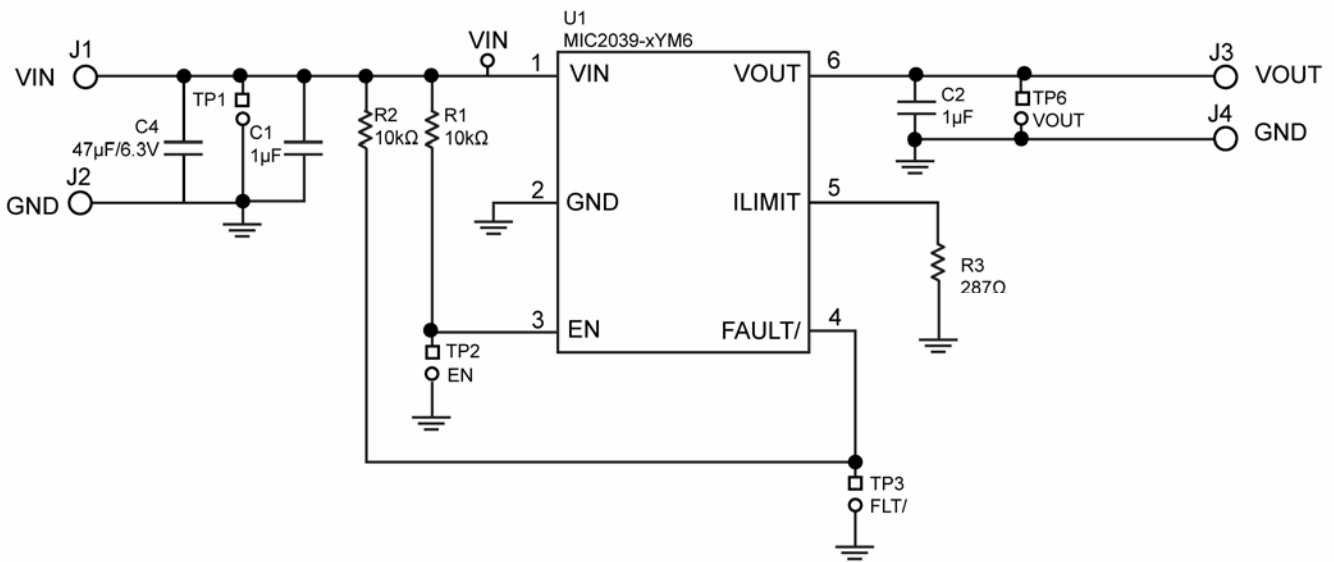 U1
MIC2039-xYM6
J1
VIN
VIN
1
VIN
VOUT
6
J3
VOUT
TP1
C4
47µF/6.3V
C1
1µF
R2
10kΩ
R1
10kΩ
C2
1µF
TP6
VOUT
J4
GND
J2
GND
2
GND
ILIMIT
5
R3
287Ω
3
EN
FAULT/
4
TP2
EN
TP3
FLT/